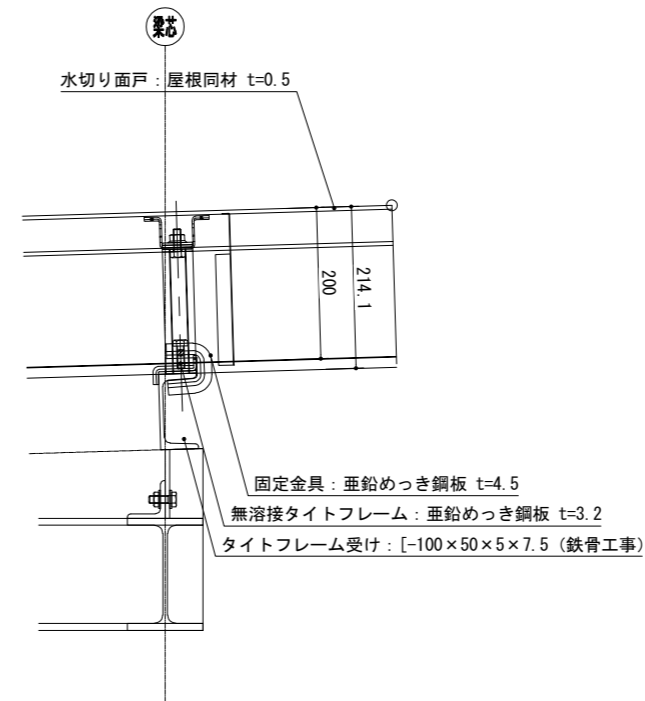 梁芯
水切り面戸：屋根同材 t=0.5
200
214.1
固定金具：亜鉛めっき鋼板 t=4.5
無溶接タイトフレーム：亜鉛めっき鋼板 t=3.2
タイトフレーム受け：[-100×50×5×7.5（鉄骨工事）